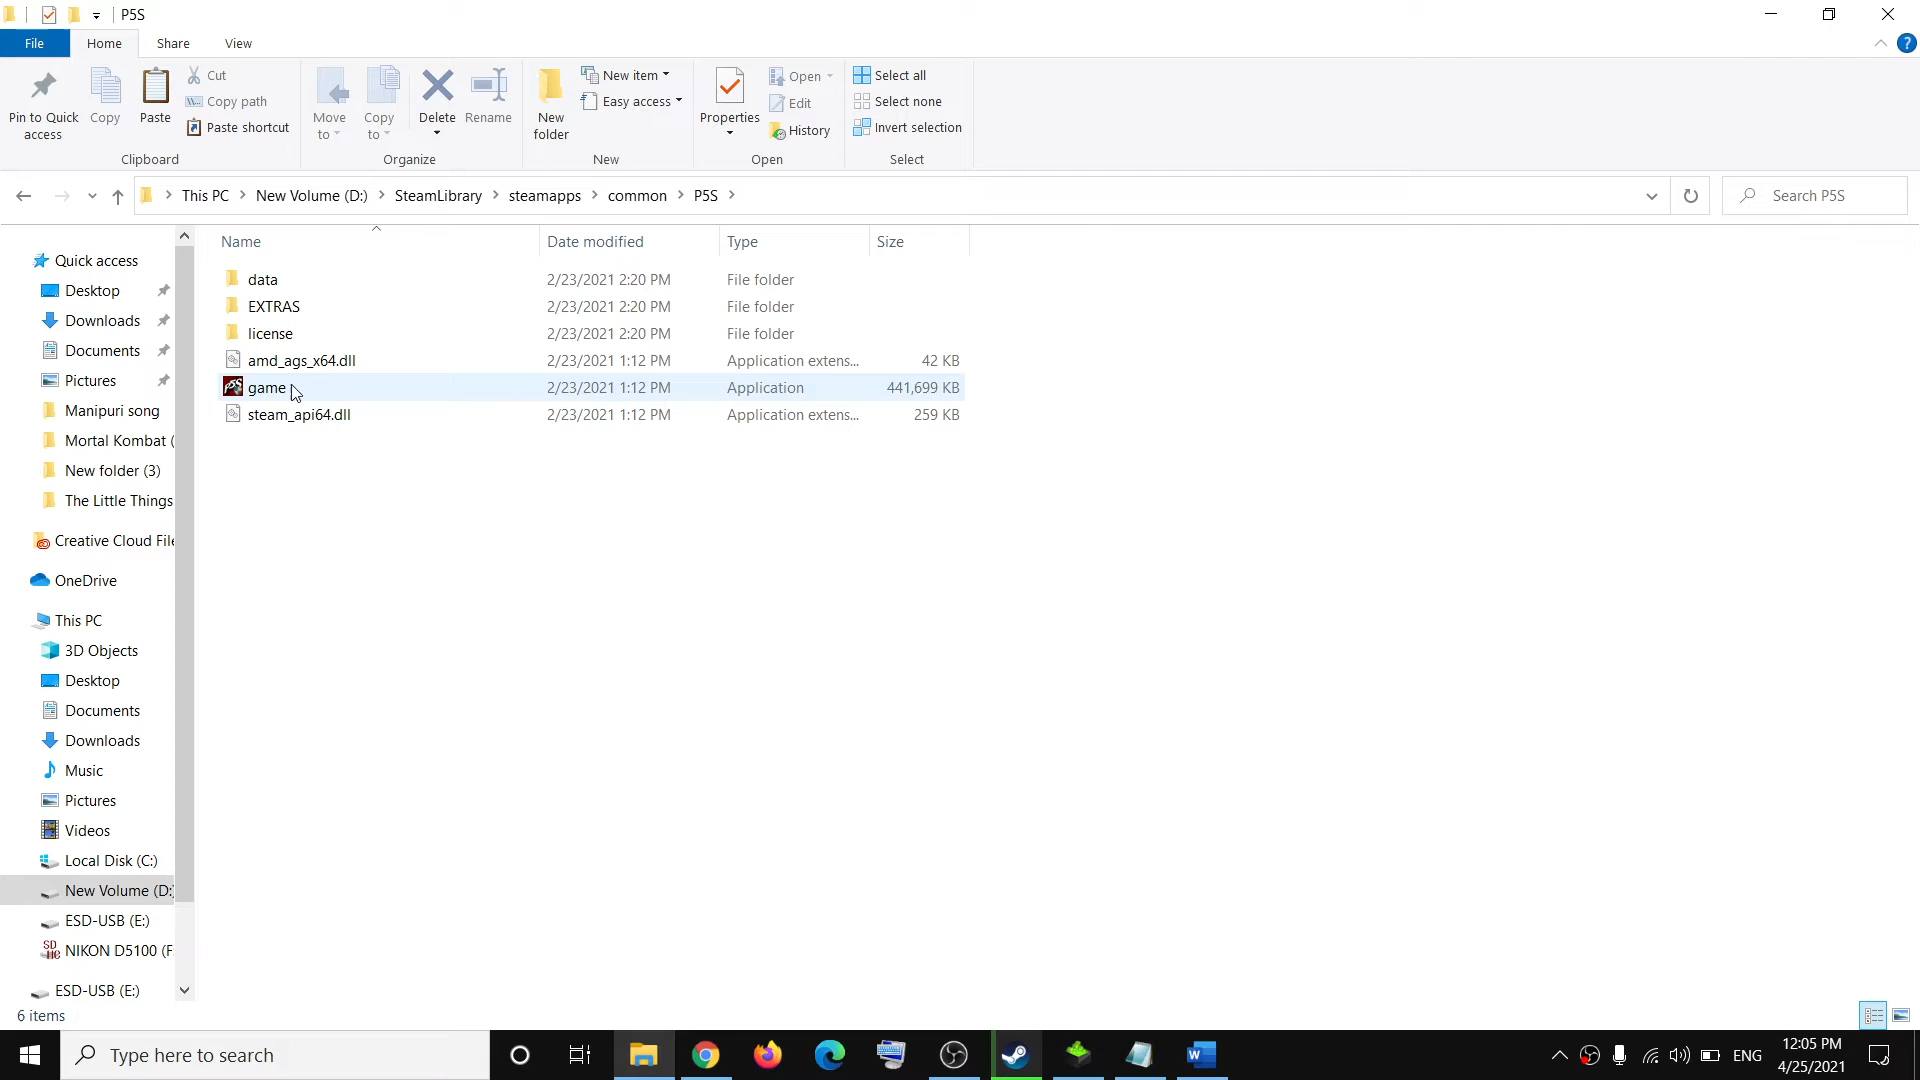 P5S
File Home Share View
Pin to Quick access
Copy
Paste
Cut
Copy path
Paste shortcut
Clipboard
Move to
Copy to
Delete
Rename
Organize
New folder
New item
Easy access
New
Properties
Open
Edit
History
Open
Select all
Select none
Invert selection
Select
This PC > New Volume (D:) > SteamLibrary > steamapps > common > P5S >
Search P5S
Name Date modified Type Size
data 2/23/2021 2:20 PM File folder
EXTRAS 2/23/2021 2:20 PM File folder
license 2/23/2021 2:20 PM File folder
amd_ags_x64.dll 2/23/2021 1:12 PM Application extens... 42 KB
game 2/23/2021 1:12 PM Application 441,699 KB
steam_api64.dll 2/23/2021 1:12 PM Application extens... 259 KB
Quick access
Desktop
Downloads
Documents
Pictures
Manipuri song
Mortal Kombat (
New folder (3)
The Little Things
Creative Cloud File
OneDrive
This PC
3D Objects
Desktop
Documents
Downloads
Music
Pictures
Videos
Local Disk (C:)
New Volume (D:)
ESD-USB (E:)
NIKON D5100 (F
ESD-USB (E:)
6 items
Type here to search
ENG
12:05 PM
4/25/2021